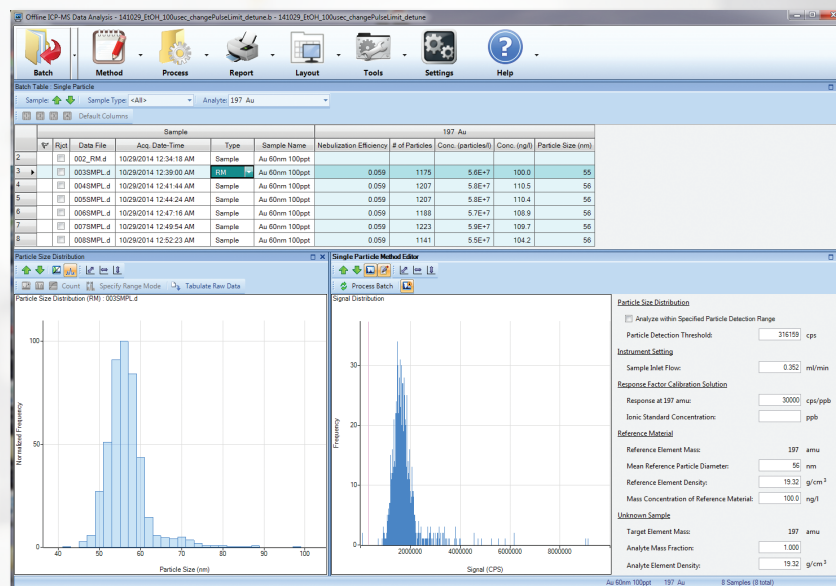 Offline ICP-MS Data Analysis - 141029_EtOH_100usec_changePulseLimit_detune.b - 141029_EtOH_100usec_changePulseLimit_detune
Batch Method Process Report Layout Tools Settings Help
Batch Table : Single Particle
Sample: Sample Type: <All> Analyte: 197 Au
Default Columns
Sample 197 Au
Rjct Data File Acq. Date-Time Type Sample Name Nebulization Efficiency # of Particles Conc. (particles/l) Conc. (ng/l) Particle Size (nm)
2 002_RM.d 10/29/2014 12:34:18 AM Sample Au 60nm 100ppt
3 003SMPL.d 10/29/2014 12:39:00 AM RM Au 60nm 100ppt 0.059 1175 5.6E+7 100.0 55
4 004SMPL.d 10/29/2014 12:41:44 AM Sample Au 60nm 100ppt 0.059 1207 5.8E+7 110.5 56
5 005SMPL.d 10/29/2014 12:44:24 AM Sample Au 60nm 100ppt 0.059 1207 5.8E+7 110.4 56
6 006SMPL.d 10/29/2014 12:47:16 AM Sample Au 60nm 100ppt 0.059 1188 5.7E+7 108.9 56
7 007SMPL.d 10/29/2014 12:49:54 AM Sample Au 60nm 100ppt 0.059 1223 5.9E+7 109.7 56
8 008SMPL.d 10/29/2014 12:52:23 AM Sample Au 60nm 100ppt 0.059 1141 5.5E+7 104.2 56
Particle Size Distribution
Count Specify Range Mode Tabulate Raw Data
Particle Size Distribution (RM) : 003SMPL.d
Normalized Frequency
100
50
0
40 50 60 70 80 90 100
Particle Size (nm)
Single Particle Method Editor
Process Batch
Signal Distribution
Frequency
30
20
10
0
2000000 4000000 6000000 8000000
Signal (CPS)
Particle Size Distribution
Analyze within Specified Particle Detection Range
Particle Detection Threshold: 316159 cps
Instrument Setting
Sample Inlet Flow: 0.352 ml/min
Response Factor Calibration Solution
Response at 197 amu: 30000 cps/ppb
Ionic Standard Concentration: ppb
Reference Material
Reference Element Mass: 197 amu
Mean Reference Particle Diameter: 56 nm
Reference Element Density: 19.32 g/cm³
Mass Concentration of Reference Material: 100.0 ng/l
Unknown Sample
Target Element Mass: 197 amu
Analyte Mass Fraction: 1.000
Analyte Element Density: 19.32 g/cm³
Au 60nm 100ppt 197 Au 8 Samples (8 total)